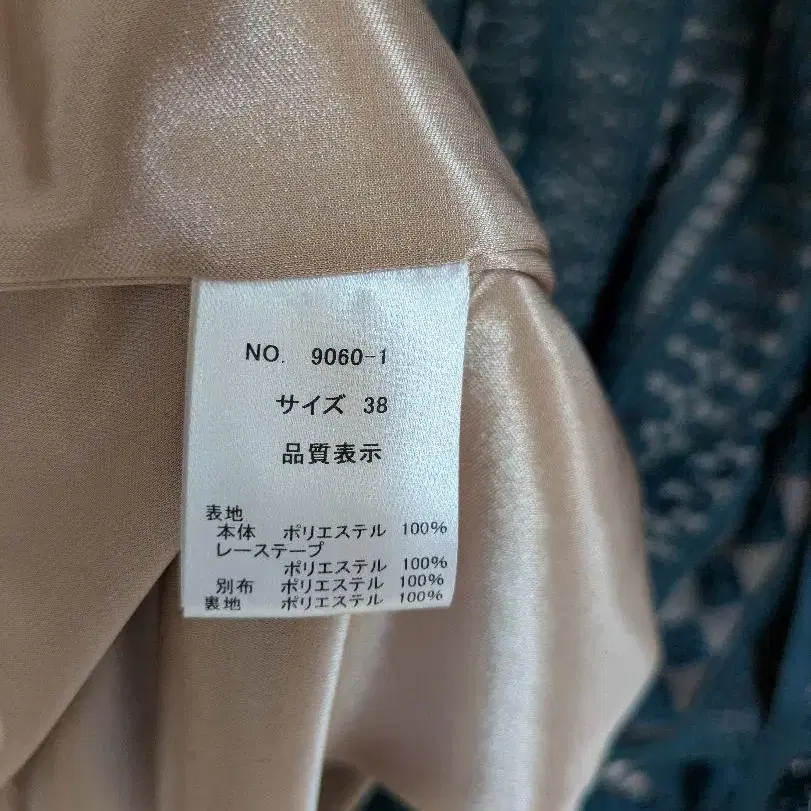 NO. 9060-1
サイズ 38
品質表示
表地
本体 ポリエステル 100%
レーステープ
ポリエステル 100%
別布 ポリエステル 100%
裏地 ポリエステル 100%